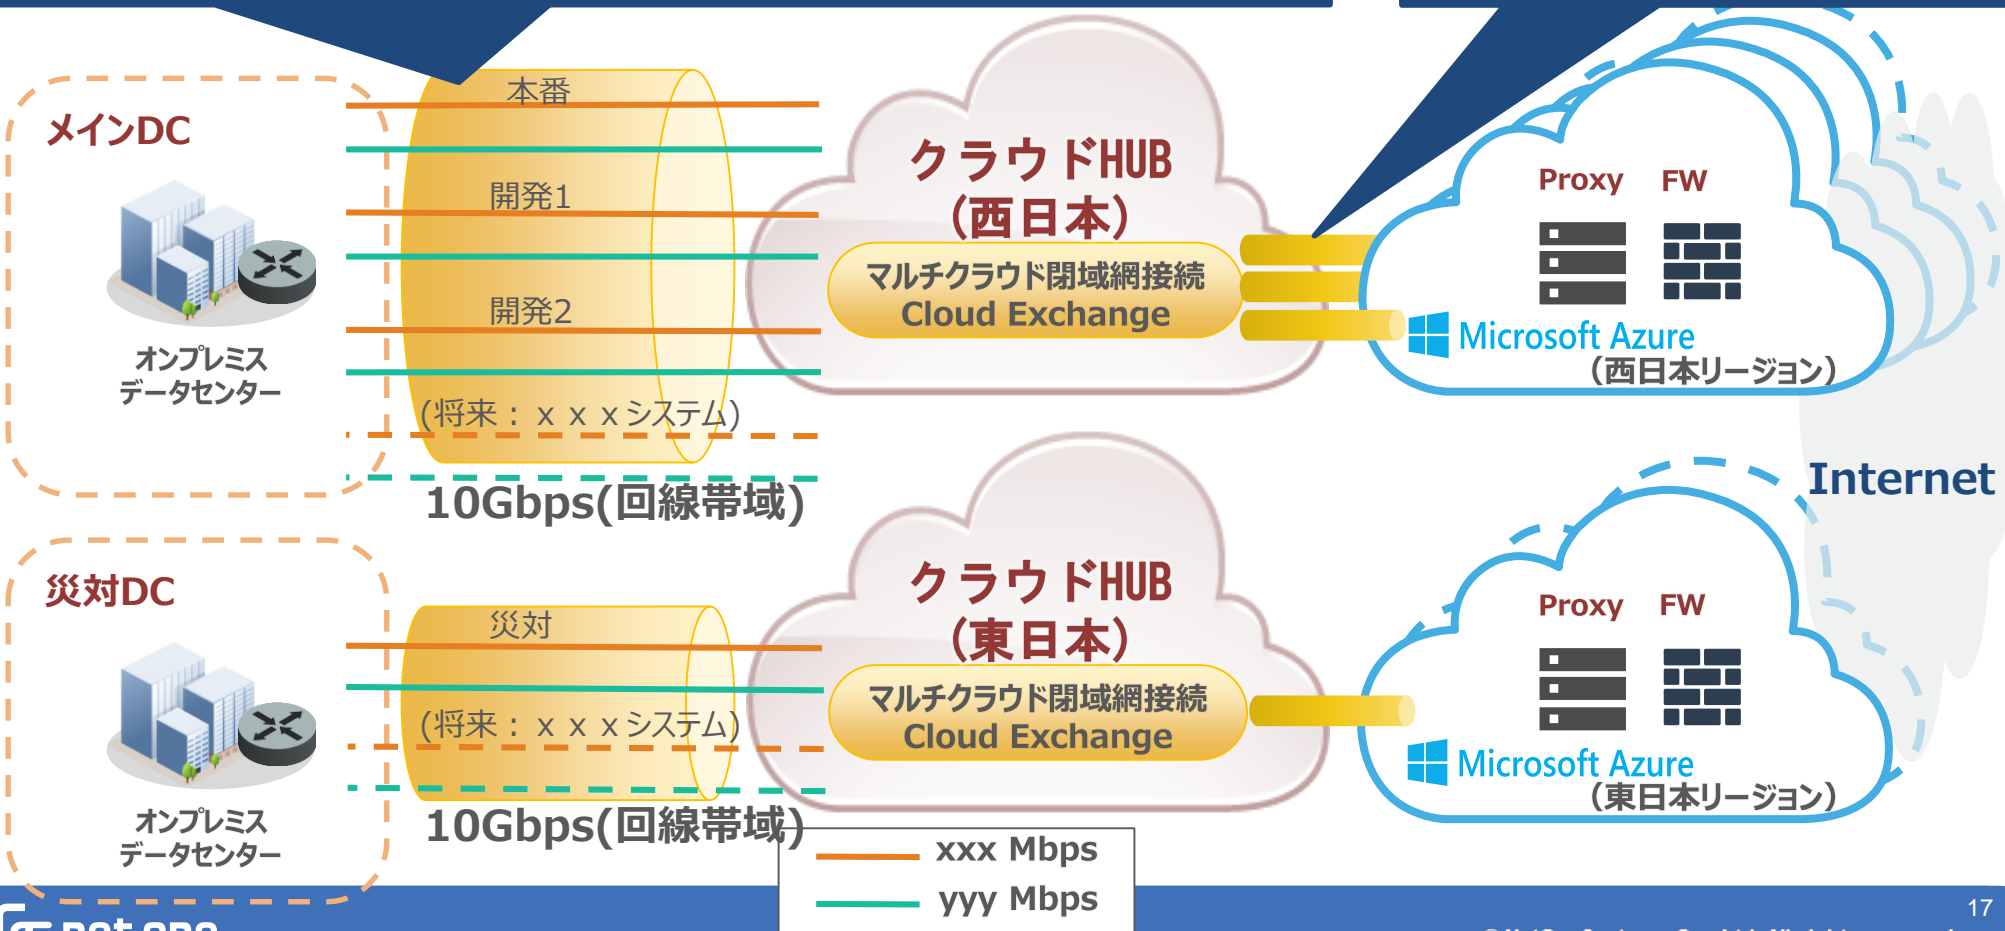 メインDC
オンプレミス
データセンター
本番
開発1
開発2
(将来：ｘｘｘシステム)
10Gbps(回線帯域)
クラウドHUB
(西日本)
マルチクラウド閉域網接続
Cloud Exchange
Proxy FW
Microsoft Azure
(西日本リージョン)
Internet
災対DC
オンプレミス
データセンター
災対
(将来：ｘｘｘシステム)
10Gbps(回線帯域)
クラウドHUB
(東日本)
マルチクラウド閉域網接続
Cloud Exchange
Proxy FW
Microsoft Azure
(東日本リージョン)
xxx Mbps
yyy Mbps
17